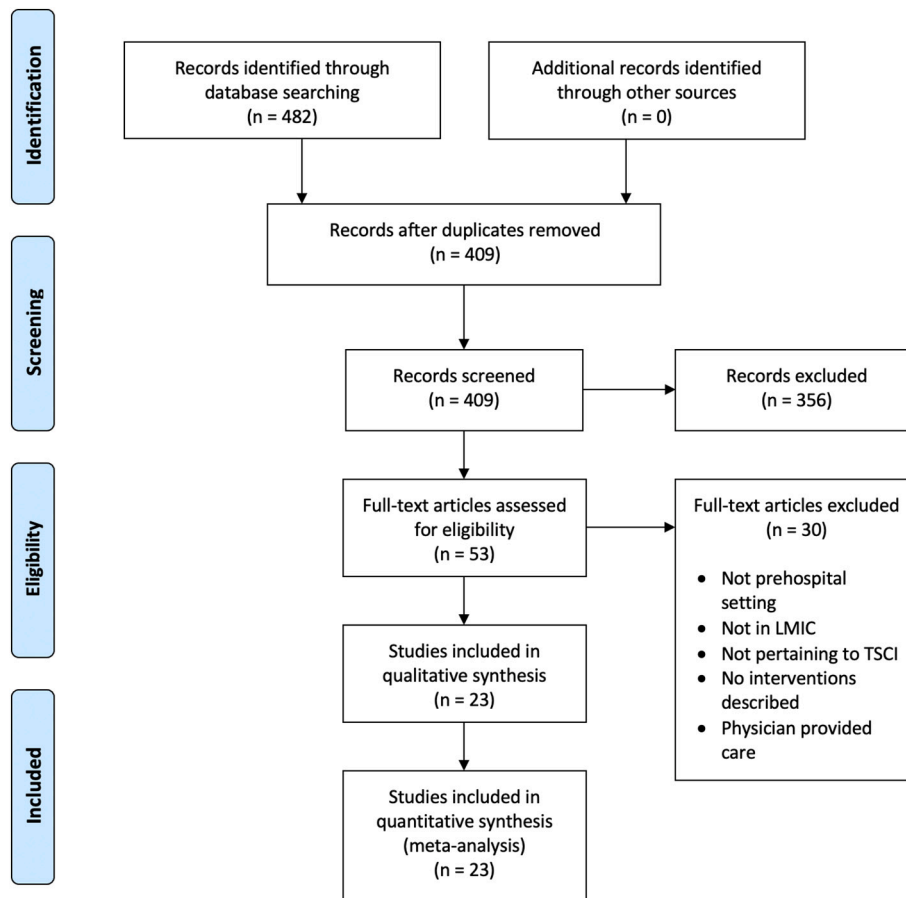 Identification
Records identified through
database searching
(n = 482)
Additional records identified
through other sources
(n = 0)
Records after duplicates removed
(n = 409)
Screening
Records screened
(n = 409)
Records excluded
(n = 356)
Eligibility
Full-text articles assessed
for eligibility
(n = 53)
Full-text articles excluded
(n = 30)
• Not prehospital
setting
• Not in LMIC
• Not pertaining to TSCI
• No interventions
described
• Physician provided
care
Studies included in
qualitative synthesis
(n = 23)
Included
Studies included in
quantitative synthesis
(meta-analysis)
(n = 23)